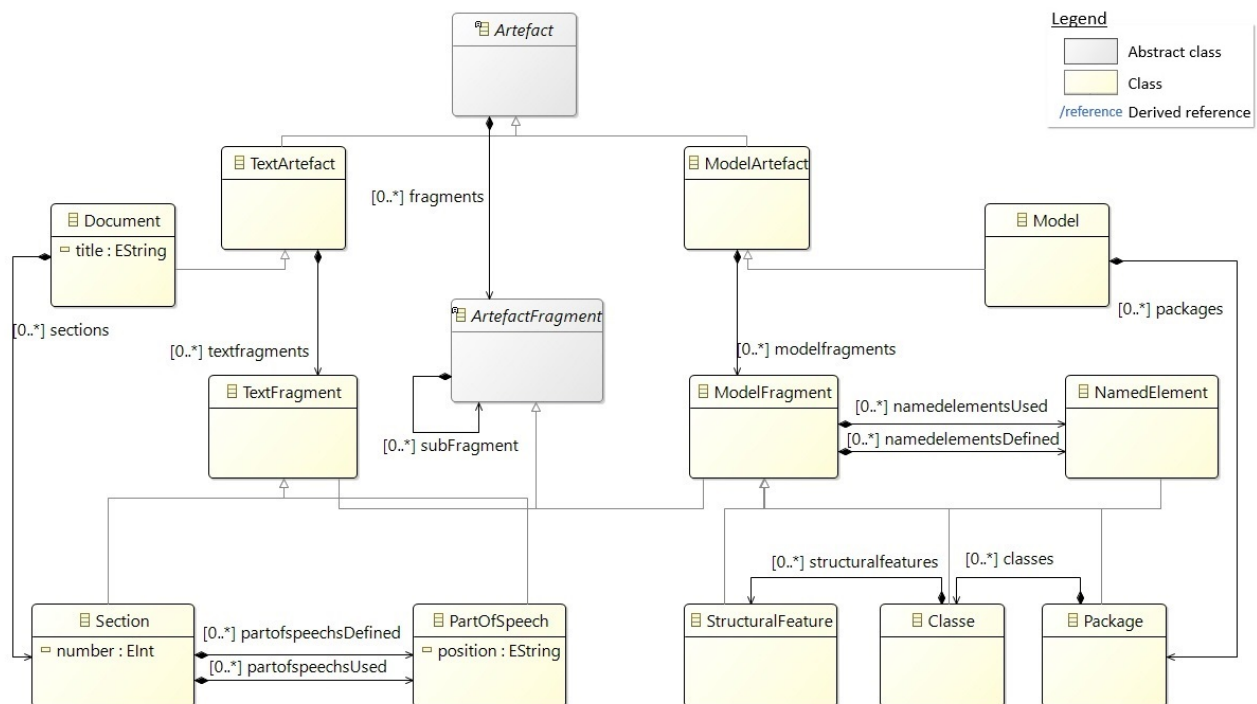 Artefact
Legend
Abstract class
Class
/reference Derived reference
TextArtefact
ModelArtefact
[0..*] fragments
Document
title : EString
Model
[0..*] packages
ArtefactFragment
[0..*] sections
[0..*] textfragments
[0..*] modelfragments
TextFragment
ModelFragment
NamedElement
[0..*] namedelementsUsed
[0..*] namedelementsDefined
[0..*] subFragment
[0..*] structuralfeatures
[0..*] classes
Section
number : EInt
[0..*] partofspeechsDefined
[0..*] partofspeechsUsed
PartOfSpeech
position : EString
StructuralFeature
Classe
Package